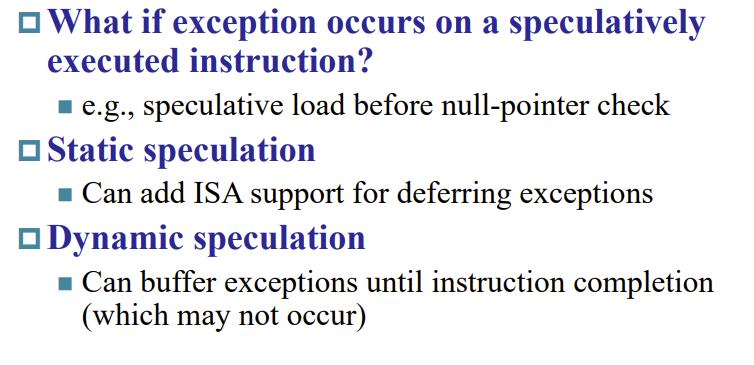 What if exception occurs on a speculatively
executed instruction?
e.g., speculative load before null-pointer check
Static speculation
Can add ISA support for deferring exceptions
Dynamic speculation
Can buffer exceptions until instruction completion
(which may not occur)